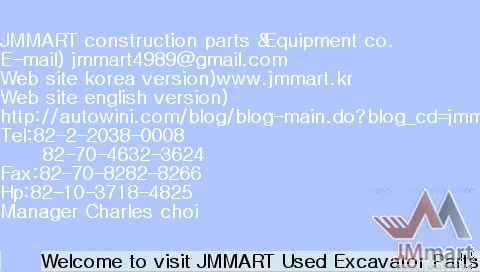 JMMART construction parts &Equipment co.
E-mail) jmmart4989@gmail.com
Web site korea version)www.jmmart.kr
Web site english version)
http://autowini.com/blog/blog-main.do?blog_cd=jmm
Tel:82-2-2038-0008
82-70-4632-3624
Fax:82-70-8282-8266
Hp:82-10-3718-4825
Manager Charles choi
JMmart
Welcome to visit JMMART Used Excavator Parts